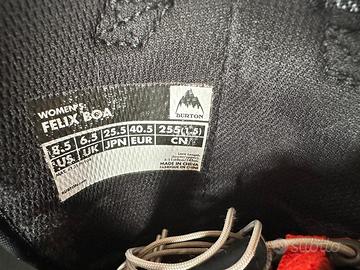 WOMEN'S
FELIX BOA
BURTON
8.5 6.5 25.5 40.5 255(1.5)
US UK JPN EUR CN/
MADE IN CHINA
subito